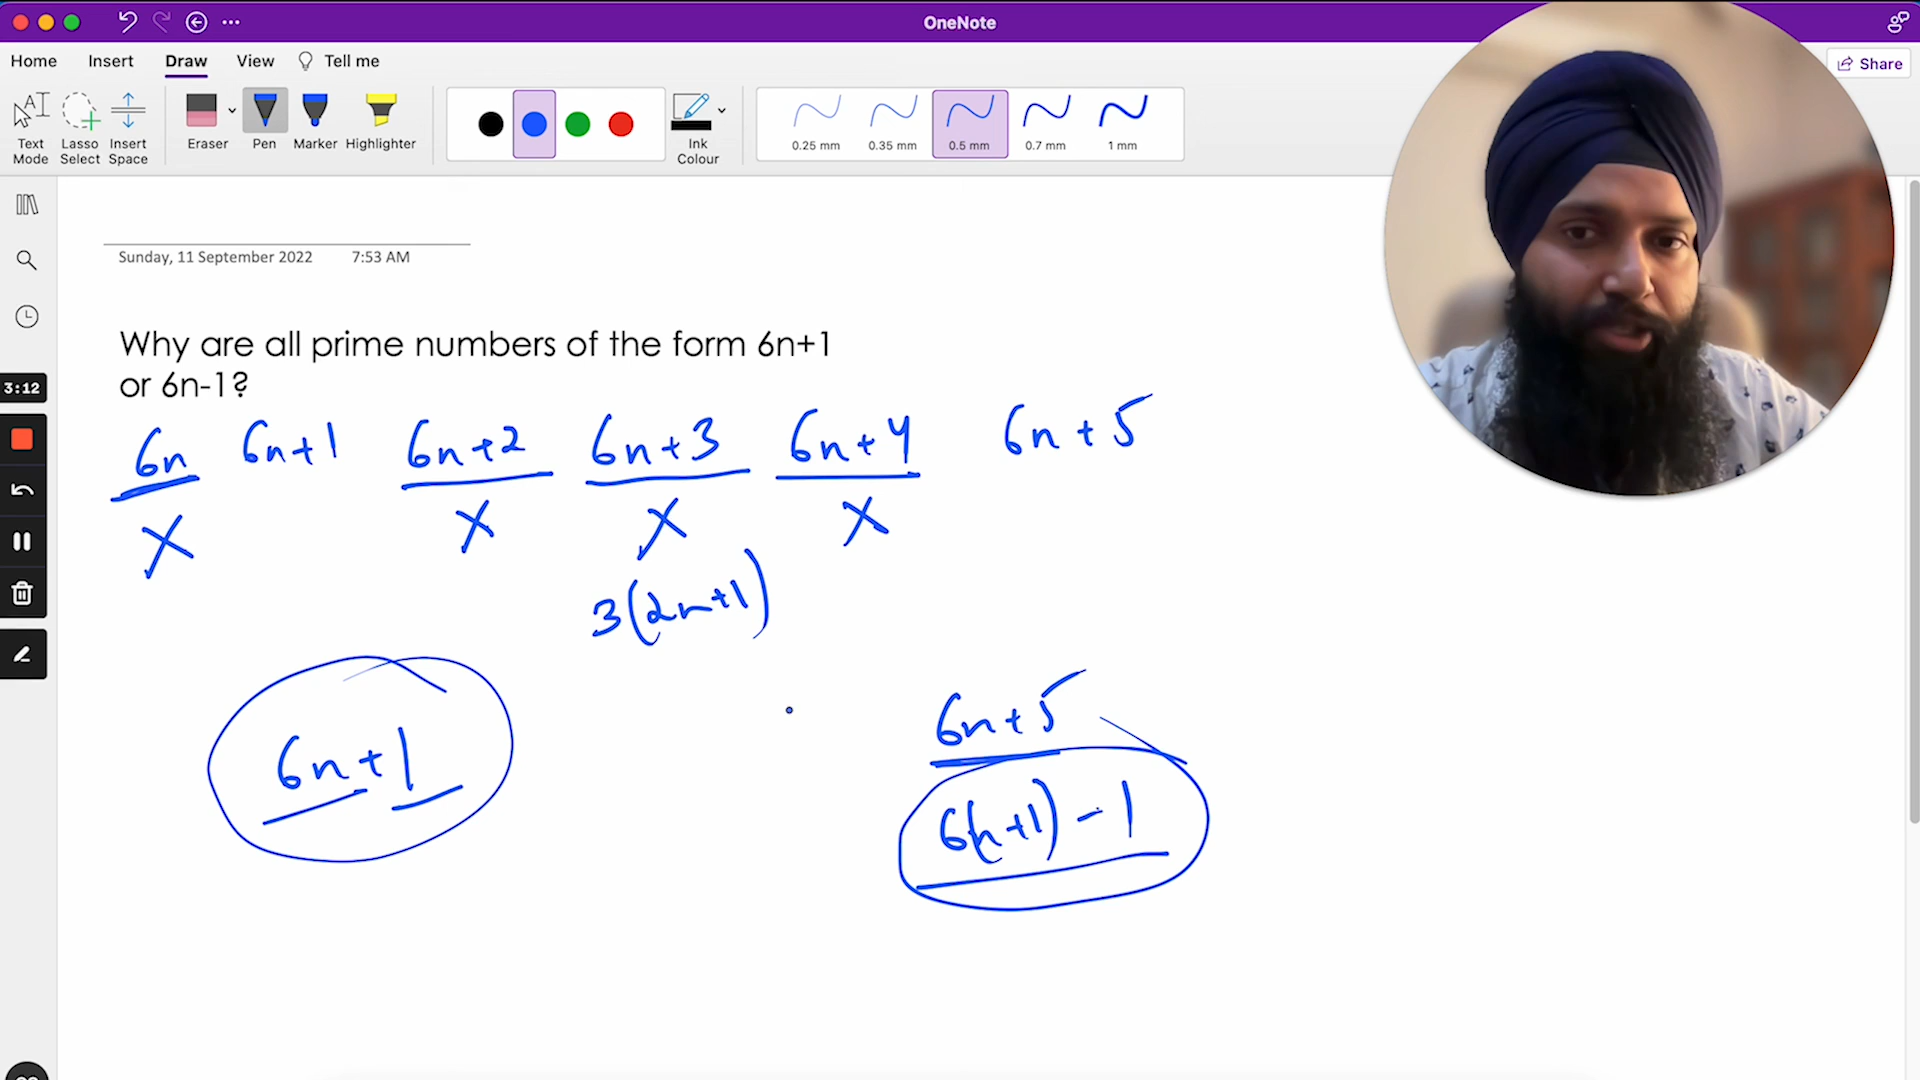 OneNote
Home Insert Draw View Tell me
Share
Text Mode
Lasso Select
Insert Space
Eraser
Pen
Marker
Highlighter
Ink Colour
0.25 mm
0.35 mm
0.5 mm
0.7 mm
1 mm
Sunday, 11 September 2022 7:53 AM
Why are all prime numbers of the form 6n+1
or 6n-1?
3:12
6n 6n+1 6n+2 6n+3 6n+4 6n+5
X X X X
3(2n+1)
6n+1
6n+5
6(n+1)-1